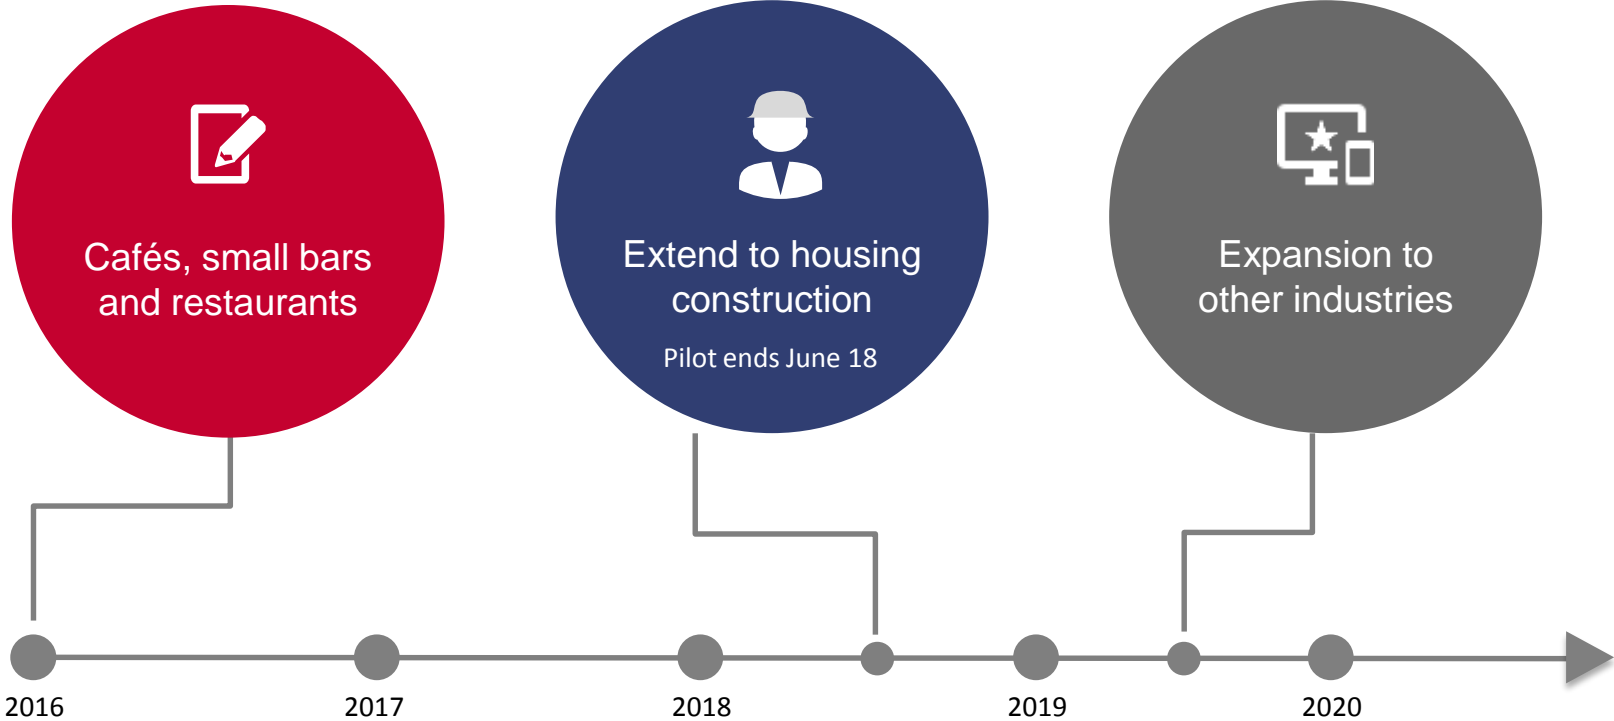 Cafés, small bars
and restaurants
Extend to housing
construction
Pilot ends June 18
Expansion to
other industries
2016
2017
2018
2019
2020